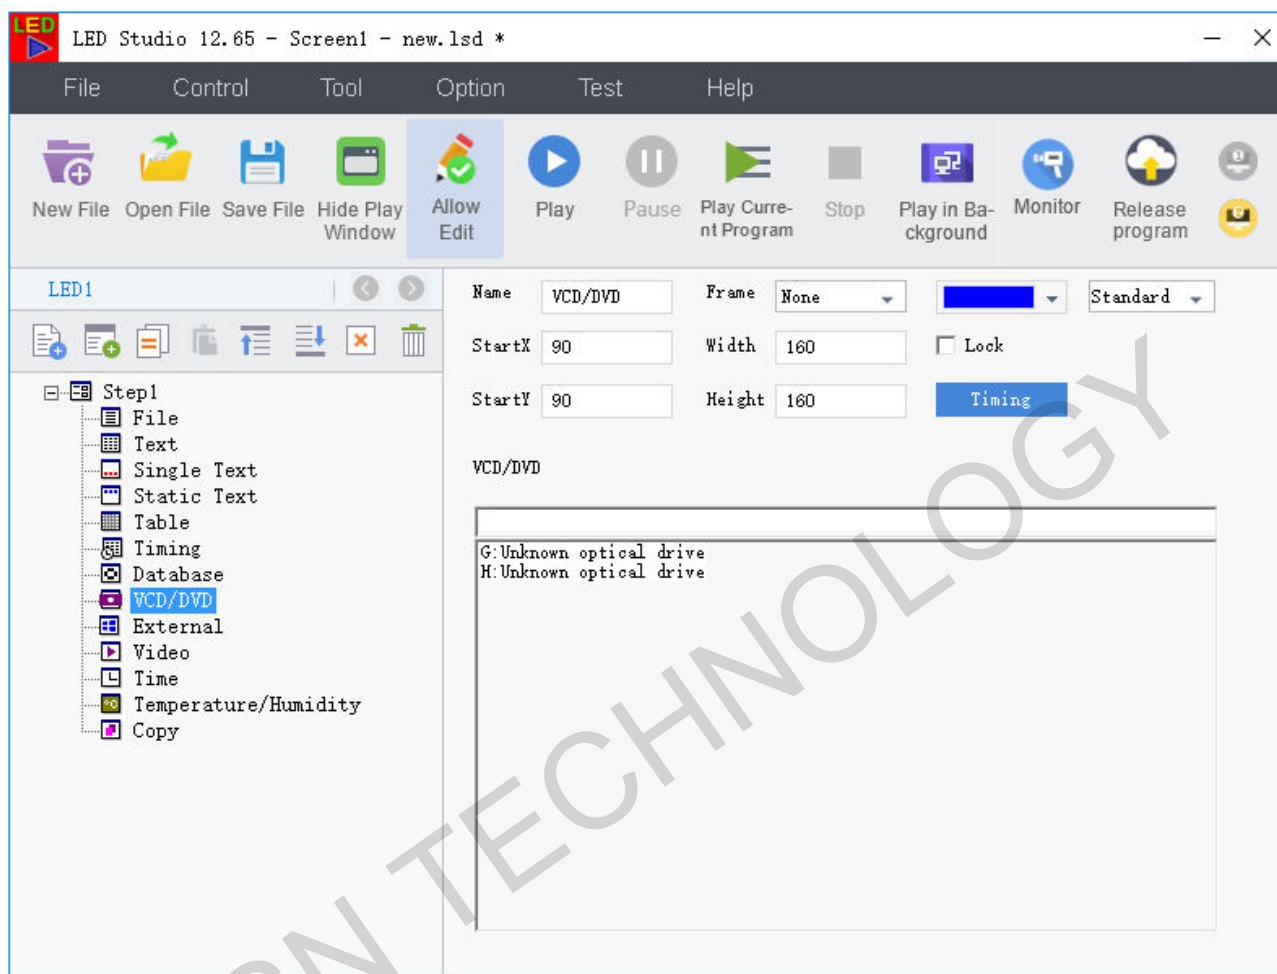 LED
LED Studio 12.65 - Screen1 - new.lsd *
File Control Tool Option Test Help
New File Open File Save File Hide Play Window Allow Edit Play Pause Play Curre-nt Program Stop Play in Ba-ckground Monitor Release program
LED1
Name VCD/DVD Frame None Standard
StartX 90 Width 160 Lock
StartY 90 Height 160 Timing
Step1
File
Text
Single Text
Static Text
Table
Timing
Database
VCD/DVD
External
Video
Time
Temperature/Humidity
Copy
VCD/DVD
G:Unknown optical drive
H:Unknown optical drive
TECHNOLOGY